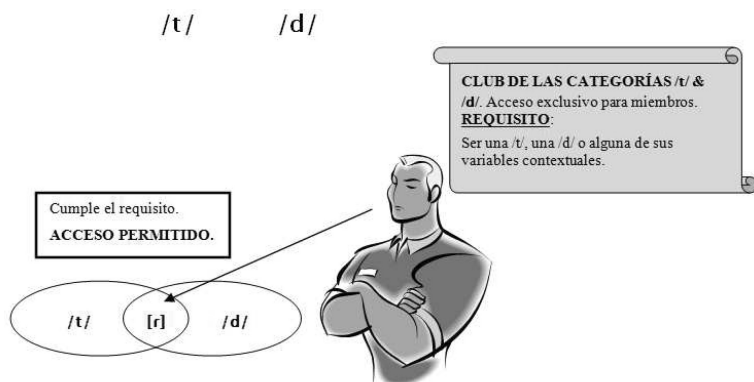 /t/ /d/
CLUB DE LAS CATEGORÍAS /t/ &
/d/. Acceso exclusivo para miembros.
REQUISITO:
Ser una /t/, una /d/ o alguna de sus
variables contextuales.
Cumple el requisito.
ACCESO PERMITIDO.
/t/ [ɾ] /d/